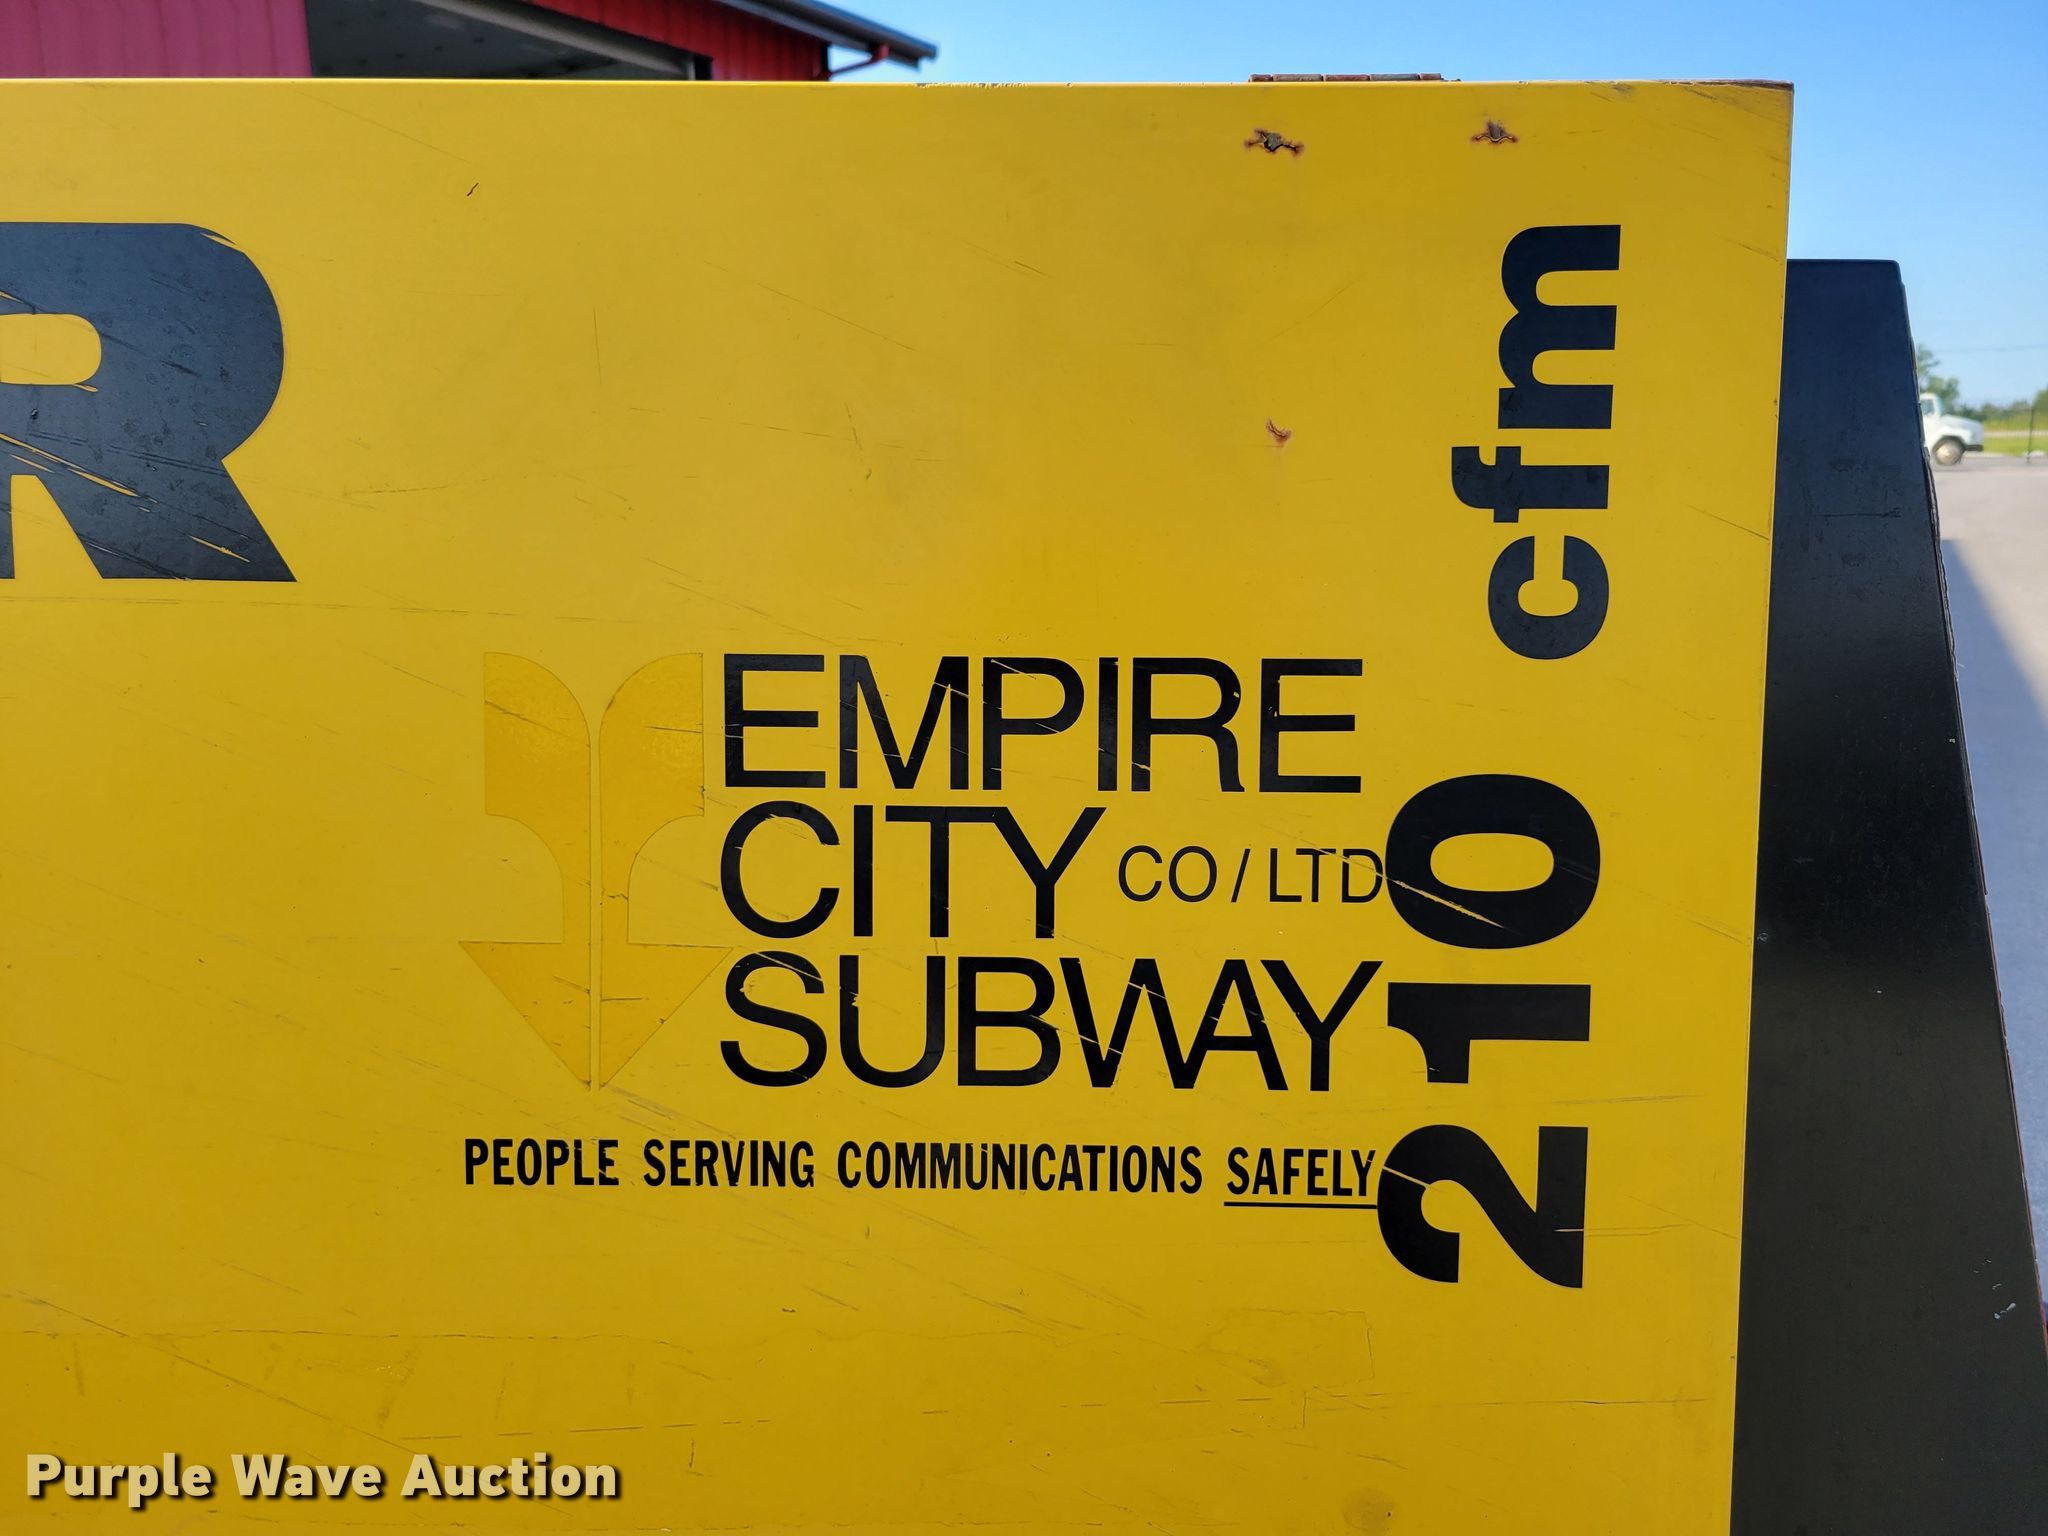 R
EMPIRE
CITY CO / LTD
SUBWAY
PEOPLE SERVING COMMUNICATIONS SAFELY
210 cfm
Purple Wave Auction